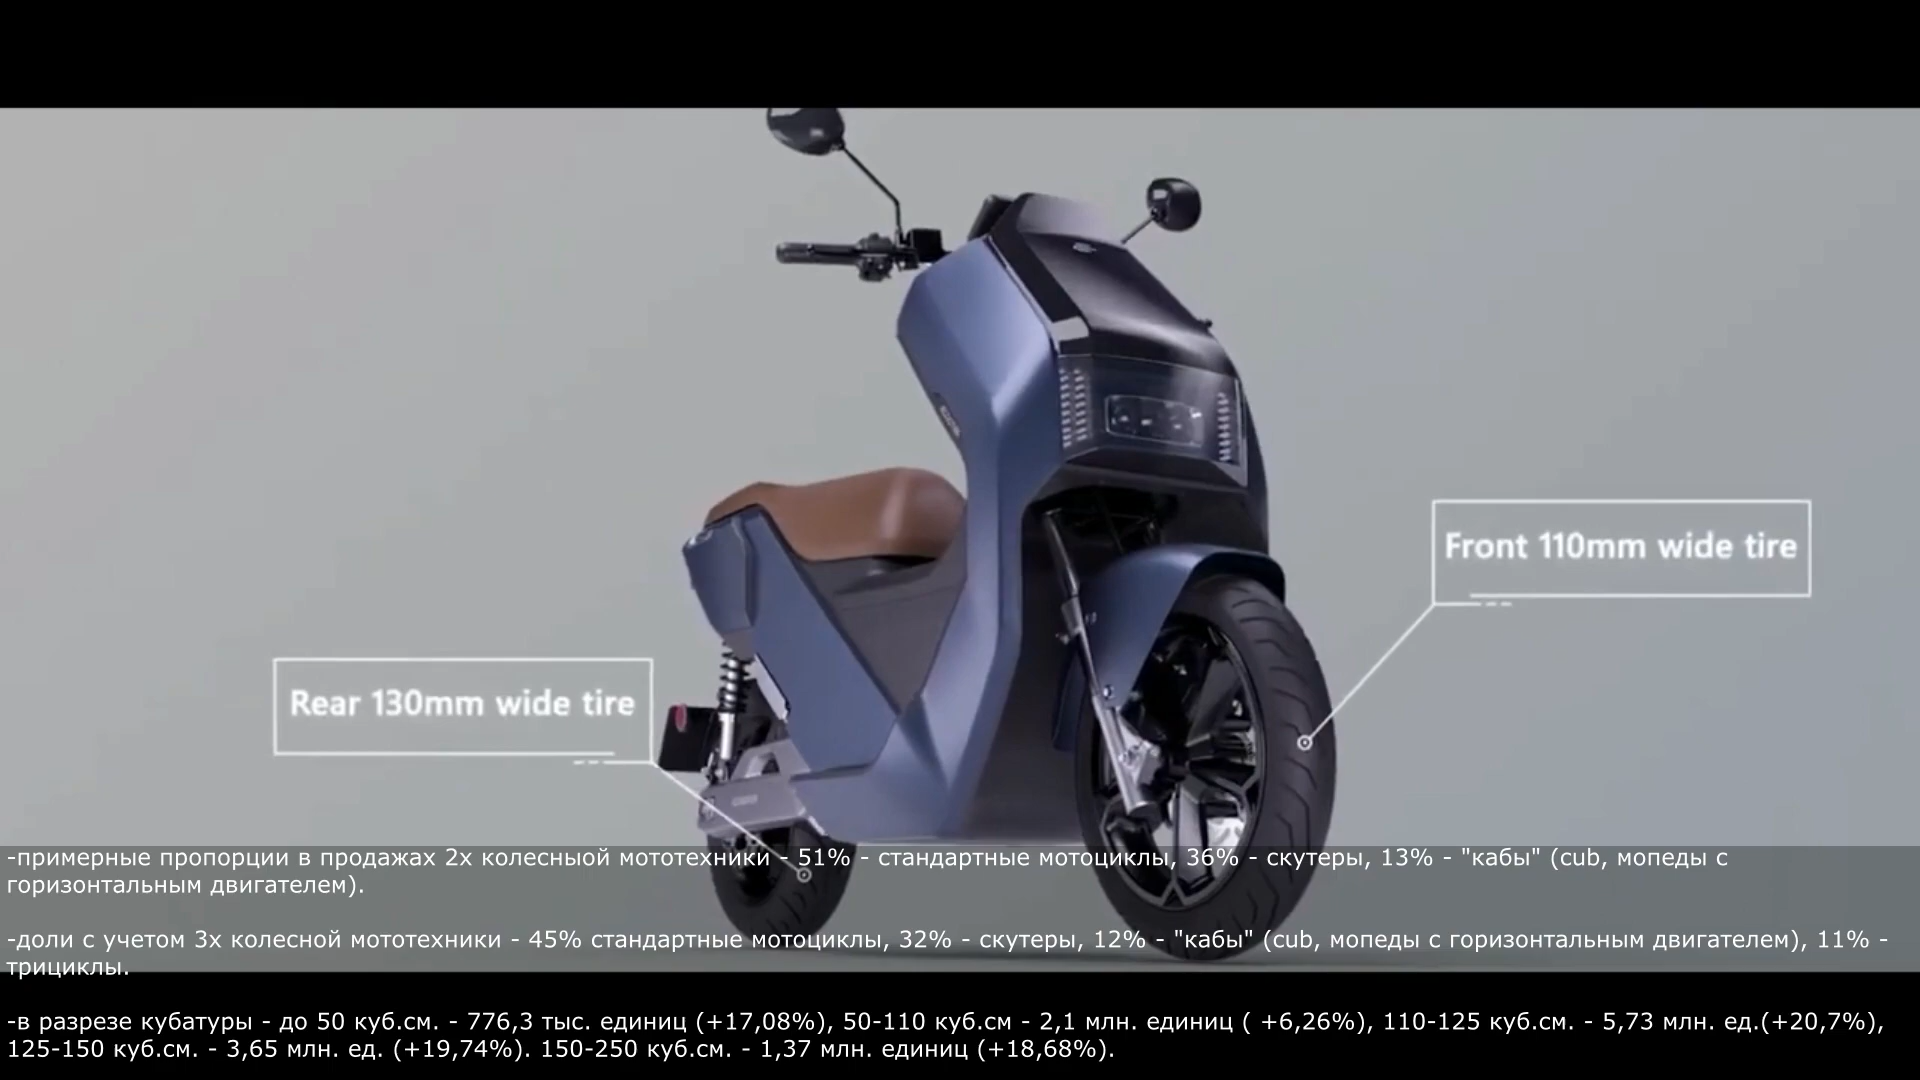 Front 110mm wide tire
Rear 130mm wide tire
-примерные пропорции в продажах 2х колесныой мототехники - 51% - стандартные мотоциклы, 36% - скутеры, 13% - "кабы" (cub, мопеды с
горизонтальным двигателем).
-доли с учетом 3х колесной мототехники - 45% стандартные мотоциклы, 32% - скутеры, 12% - "кабы" (cub, мопеды с горизонтальным двигателем), 11% -
трициклы.
-в разрезе кубатуры - до 50 куб.см. - 776,3 тыс. единиц (+17,08%), 50-110 куб.см - 2,1 млн. единиц ( +6,26%), 110-125 куб.см. - 5,73 млн. ед.(+20,7%),
125-150 куб.см. - 3,65 млн. ед. (+19,74%). 150-250 куб.см. - 1,37 млн. единиц (+18,68%).